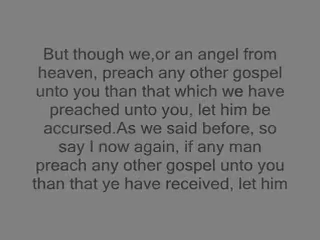 But though we,or an angel from
heaven, preach any other gospel
unto you than that which we have
preached unto you, let him be
accursed.As we said before, so
say I now again, if any man
preach any other gospel unto you
than that ye have received, let him